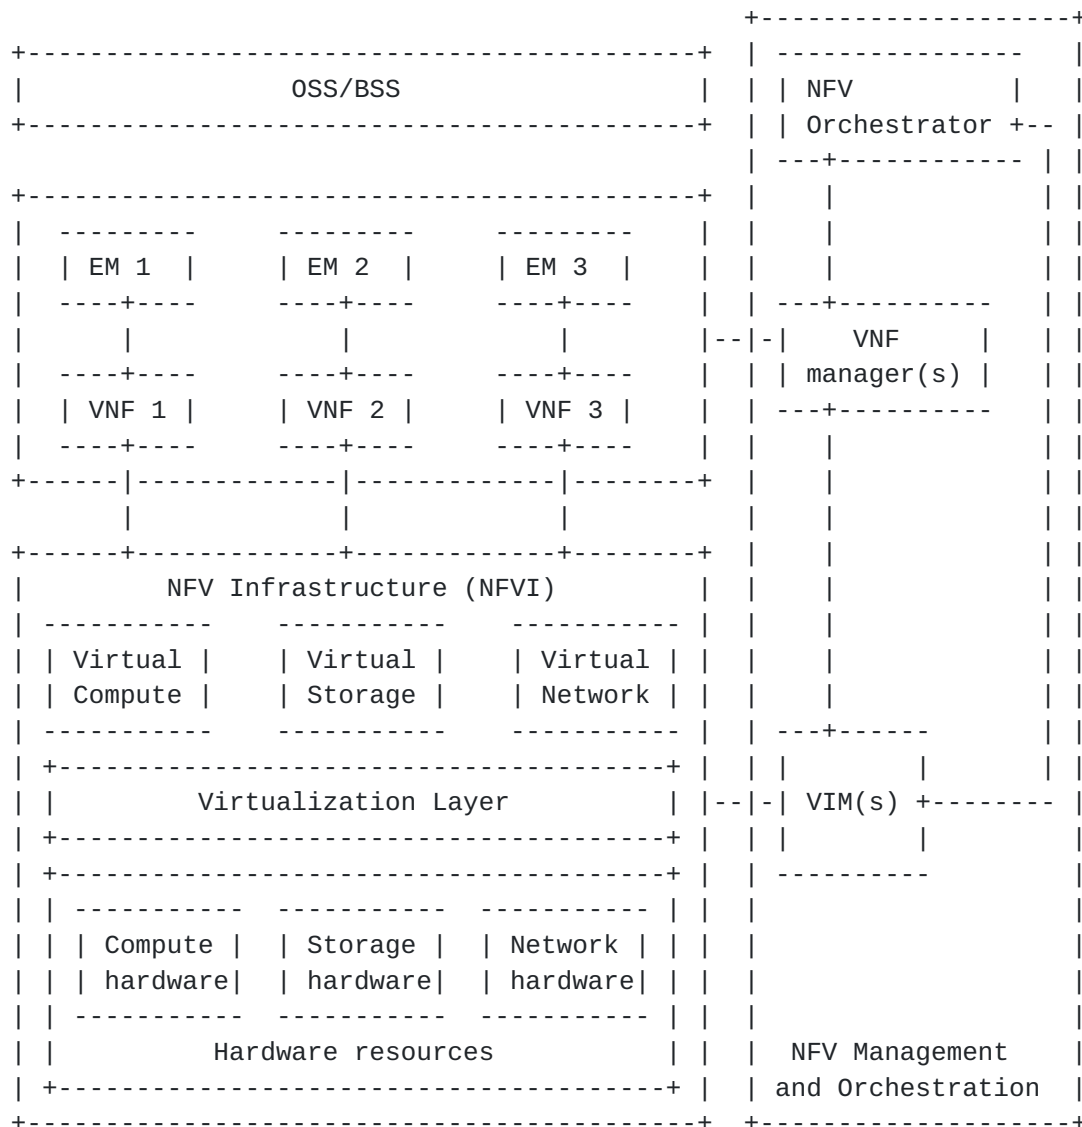 OSS/BSS
NFV
Orchestrator
EM 1 EM 2 EM 3
VNF
manager(s)
VNF 1 VNF 2 VNF 3
NFV Infrastructure (NFVI)
Virtual Virtual Virtual
Compute Storage Network
Virtualization Layer
VIM(s)
Compute Storage Network
hardware hardware hardware
Hardware resources
NFV Management
and Orchestration